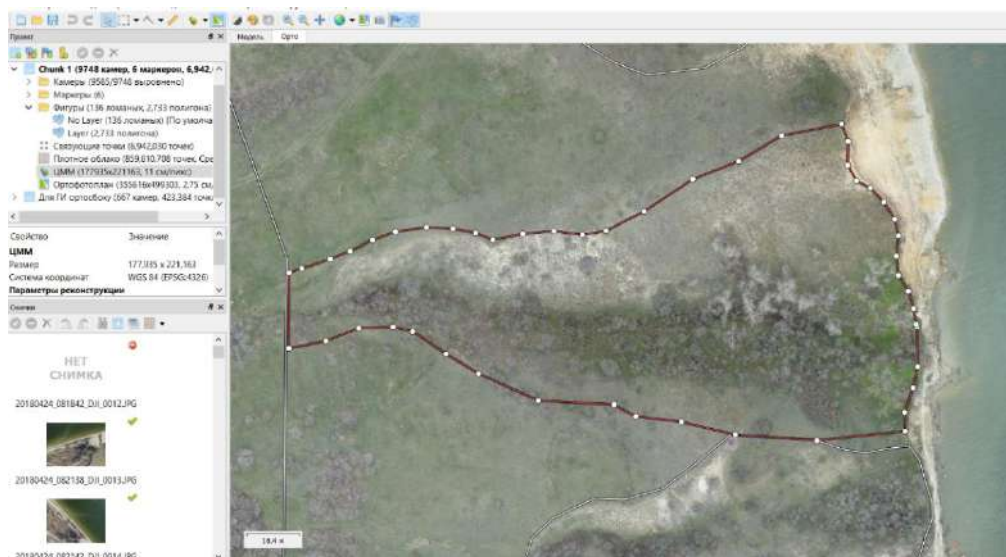 Проект
Модель Орто
Chunk 1 (9748 камер, 6 маркеров, 6,942,
Камеры (9585/9748 выровнено)
Маркеры (6)
Фигуры (136 ломаных, 2,733 полигона)
No Layer (136 ломаных) [По умолча
Layer (2,733 полигона)
Связующие точки (6,942,030 точек)
Плотное облако (859,810,708 точек, Сре
ЦММ (177935x221163, 11 см/пикс)
Ортофотоплан (355616x499303, 2.75 см,
Для ГИ ортосбоку (667 камер, 423,384 точк
Свойство Значение
ЦММ
Размер 177,935 x 221,163
Система координат WGS 84 (EPSG:4326)
Параметры реконструкции
Снимки
НЕТ
СНИМКА
20180424_081842_DJI_0012.JPG
20180424_082138_DJI_0013.JPG
20180424_082142_DJI_0014.JPG